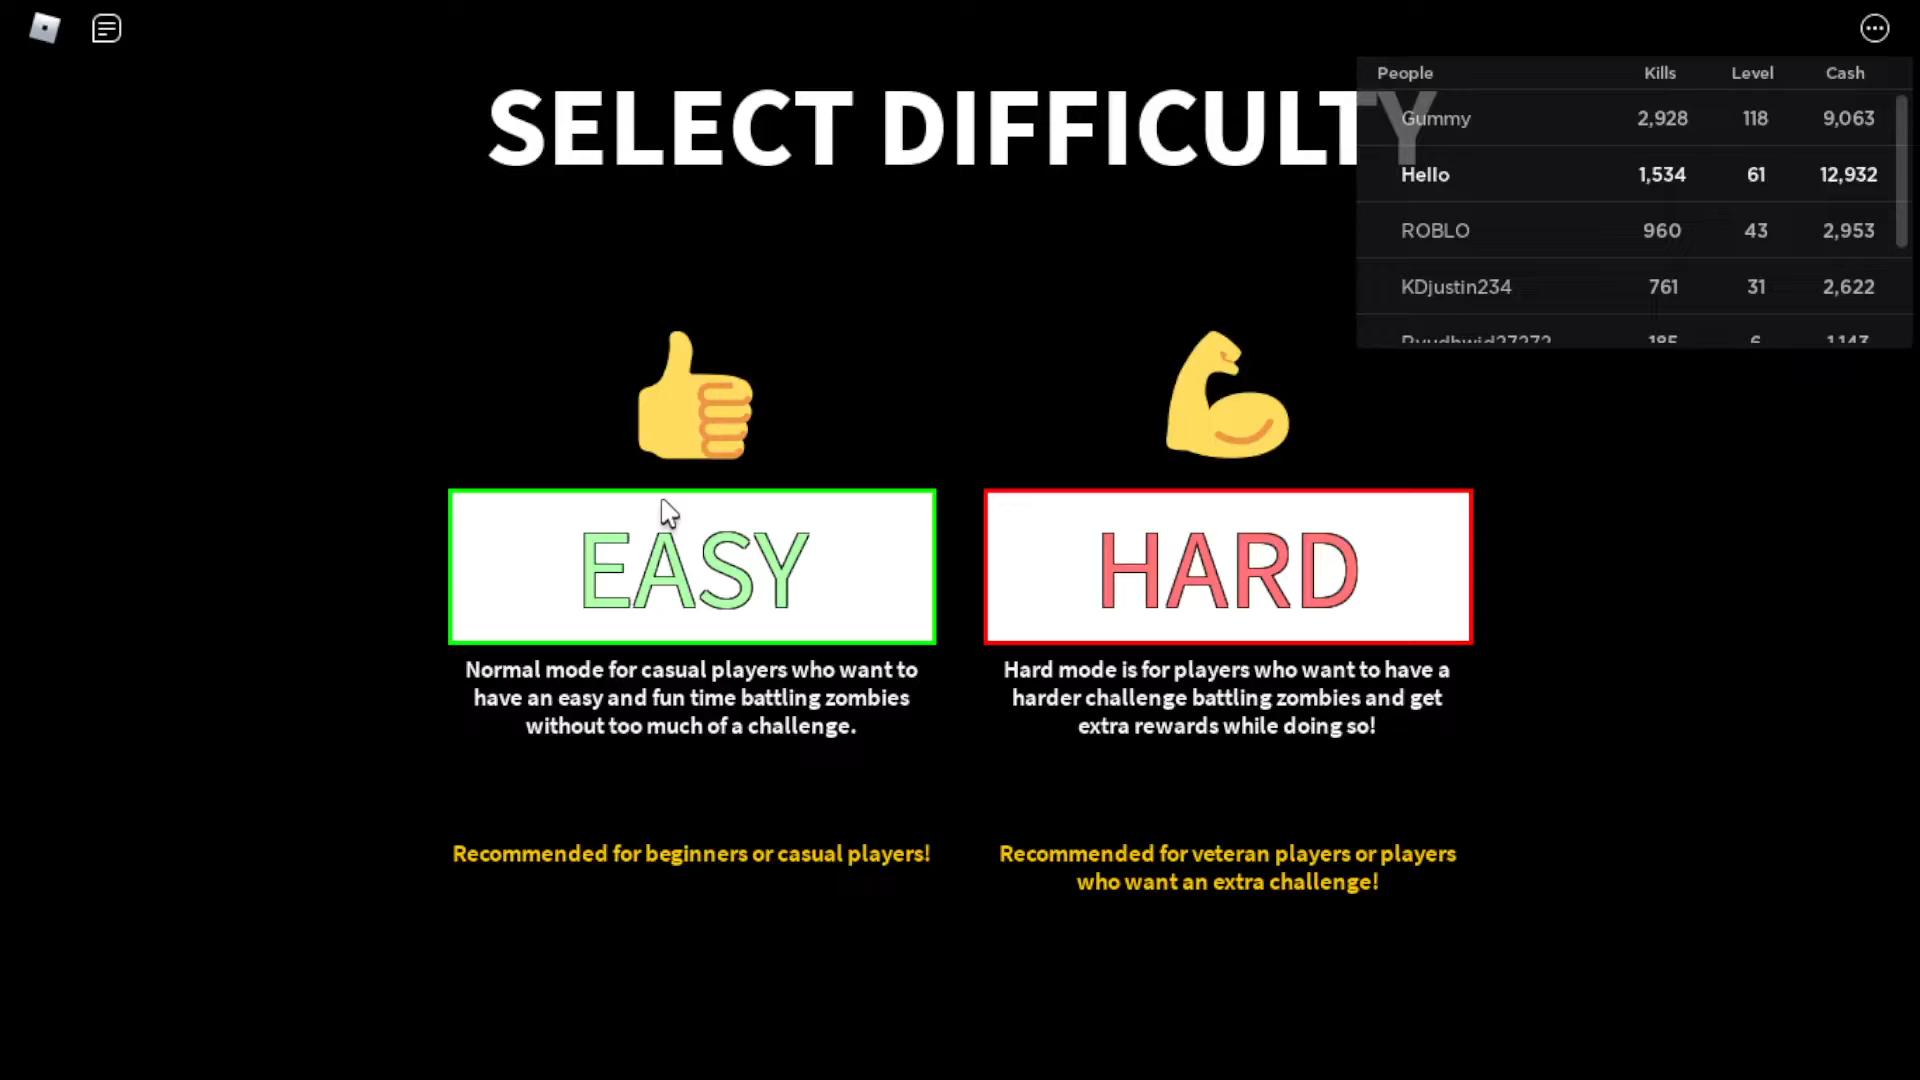 People Kills Level Cash
SELECT DIFFICULTY
Gummy 2,928 118 9,063
Hello 1,534 61 12,932
ROBLO 960 43 2,953
KDjustin234 761 31 2,622
EASY
HARD
Normal mode for casual players who want to
have an easy and fun time battling zombies
without too much of a challenge.
Hard mode is for players who want to have a
harder challenge battling zombies and get
extra rewards while doing so!
Recommended for beginners or casual players!
Recommended for veteran players or players
who want an extra challenge!